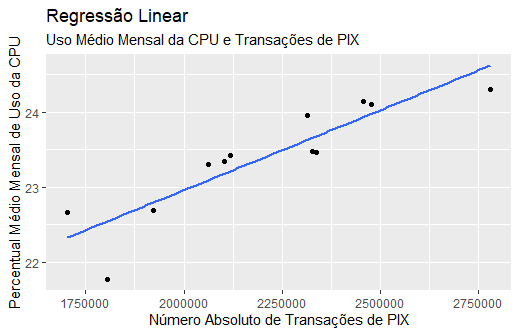 Regressão Linear
Uso Médio Mensal da CPU e Transações de PIX
Percentual Médio Mensal de Uso da CPU
24
23
22
1750000 2000000 2250000 2500000 2750000
Número Absoluto de Transações de PIX